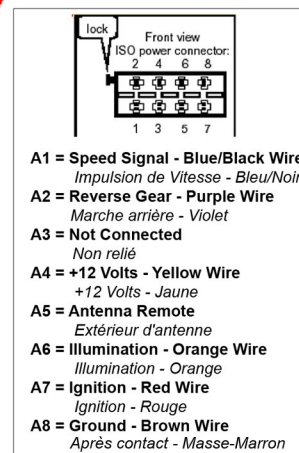 lock
Front view
ISO power connector:
2 4 6 8
1 3 5 7
A1 = Speed Signal - Blue/Black Wire
Impulsion de Vitesse - Bleu/Noir
A2 = Reverse Gear - Purple Wire
Marche arrière - Violet
A3 = Not Connected
Non relié
A4 = +12 Volts - Yellow Wire
+12 Volts - Jaune
A5 = Antenna Remote
Extérieur d'antenne
A6 = Illumination - Orange Wire
Illumination - Orange
A7 = Ignition - Red Wire
Ignition - Rouge
A8 = Ground - Brown Wire
Après contact - Masse-Marron